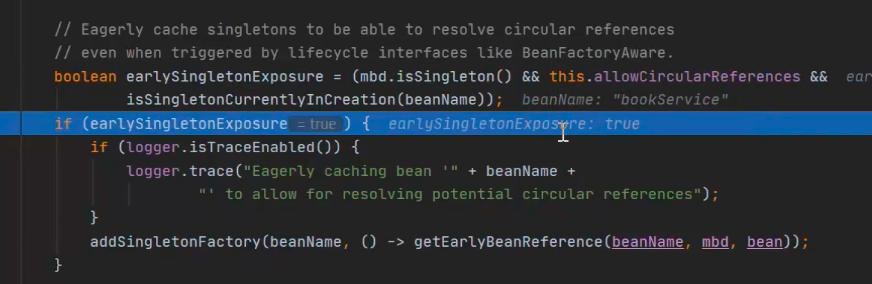 // Eagerly cache singletons to be able to resolve circular references
// even when triggered by lifecycle interfaces like BeanFactoryAware.
boolean earlySingletonExposure = (mbd.isSingleton() && this.allowCircularReferences && ear
isSingletonCurrentlyInCreation(beanName)); beanName: "bookService"
if (earlySingletonExposure = true ) { earlySingletonExposure: true
if (logger.isTraceEnabled()) {
logger.trace("Eagerly caching bean '" + beanName +
"' to allow for resolving potential circular references");
}
addSingletonFactory(beanName, () -> getEarlyBeanReference(beanName, mbd, bean));
}